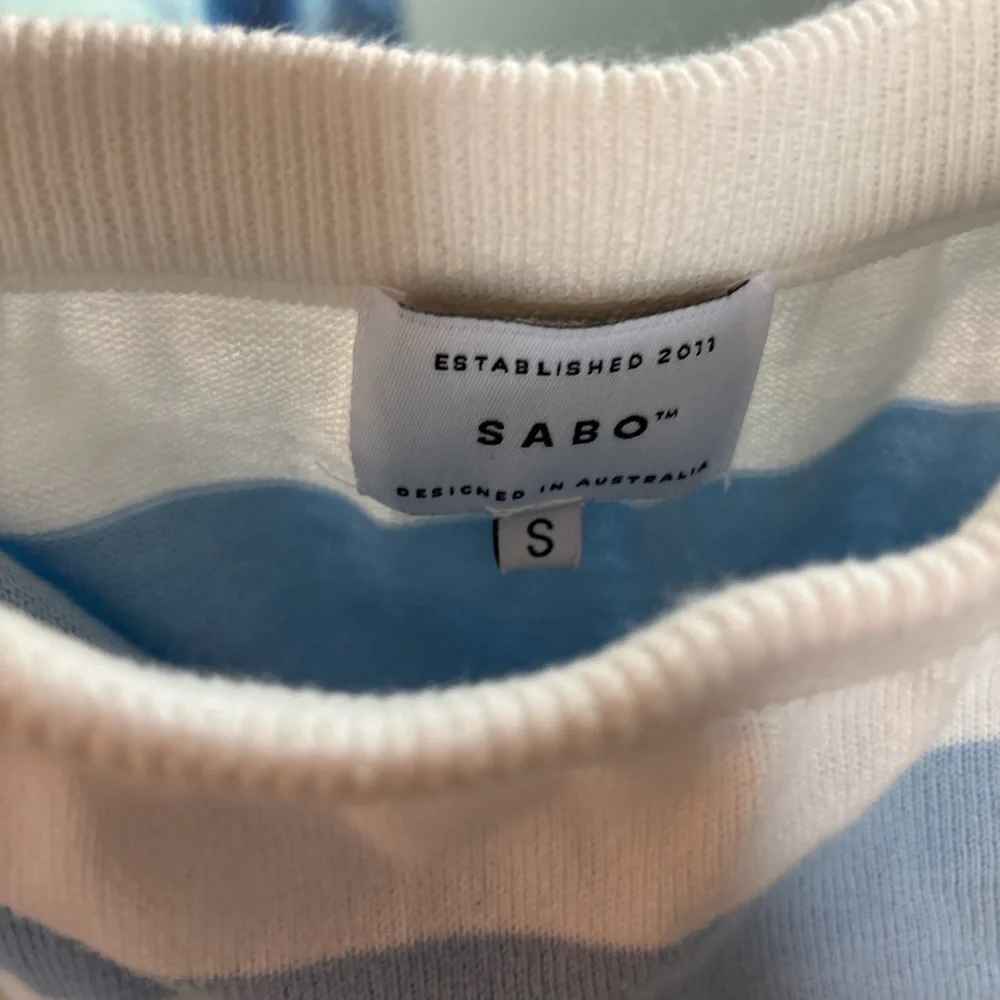 ESTABLISHED 2011
SABO™
DESIGNED IN AUSTRALIA
S